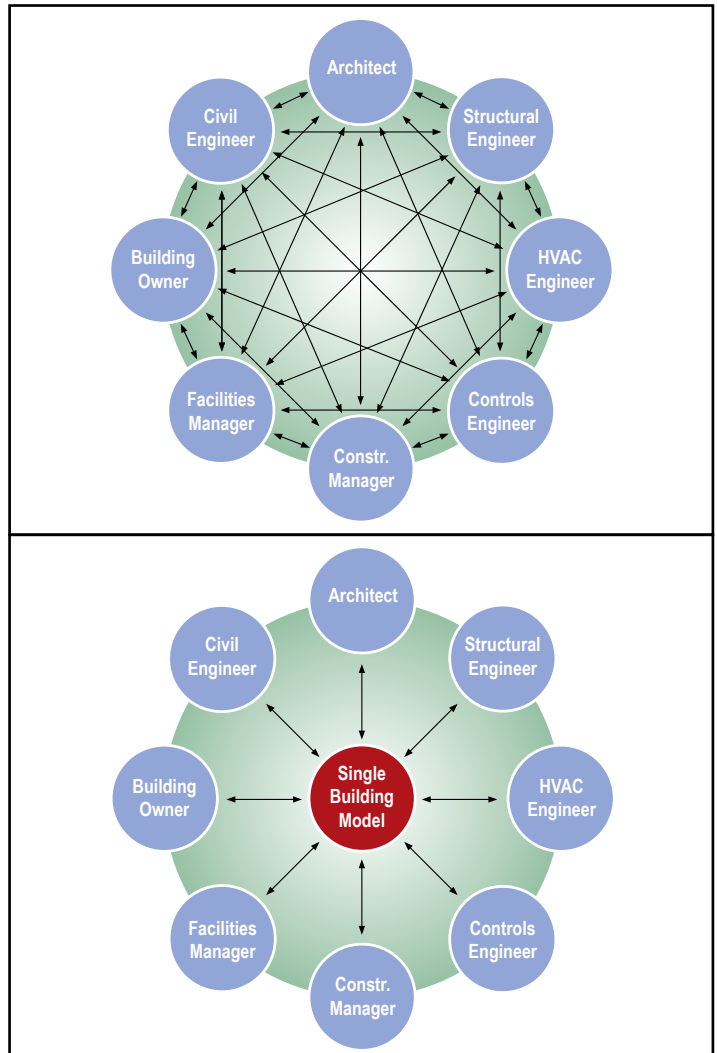 Architect
Civil
Engineer
Structural
Engineer
Building
Owner
HVAC
Engineer
Facilities
Manager
Controls
Engineer
Constr.
Manager
Architect
Civil
Engineer
Structural
Engineer
Building
Owner
Single
Building
Model
HVAC
Engineer
Facilities
Manager
Controls
Engineer
Constr.
Manager